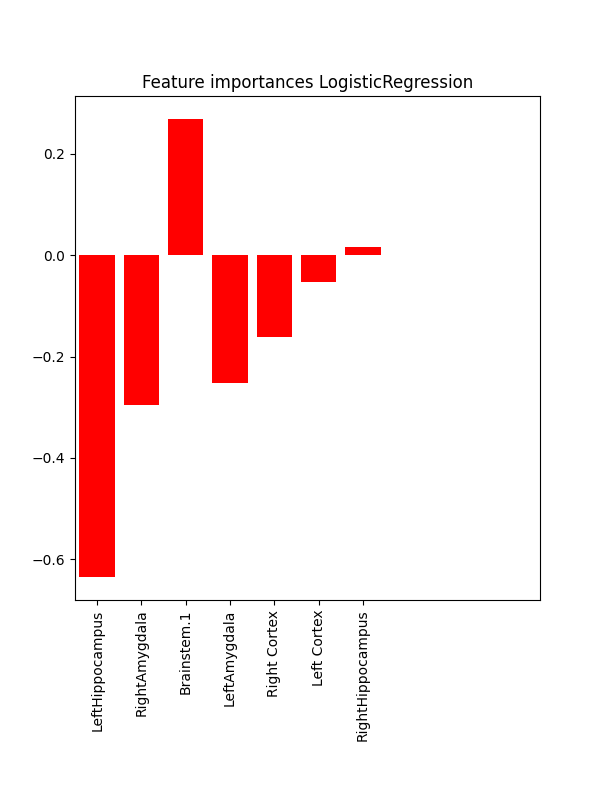 Feature importances LogisticRegression
0.2
0.0
−0.2
−0.4
−0.6
LeftHippocampus
RightAmygdala
Brainstem.1
LeftAmygdala
Right Cortex
Left Cortex
RightHippocampus